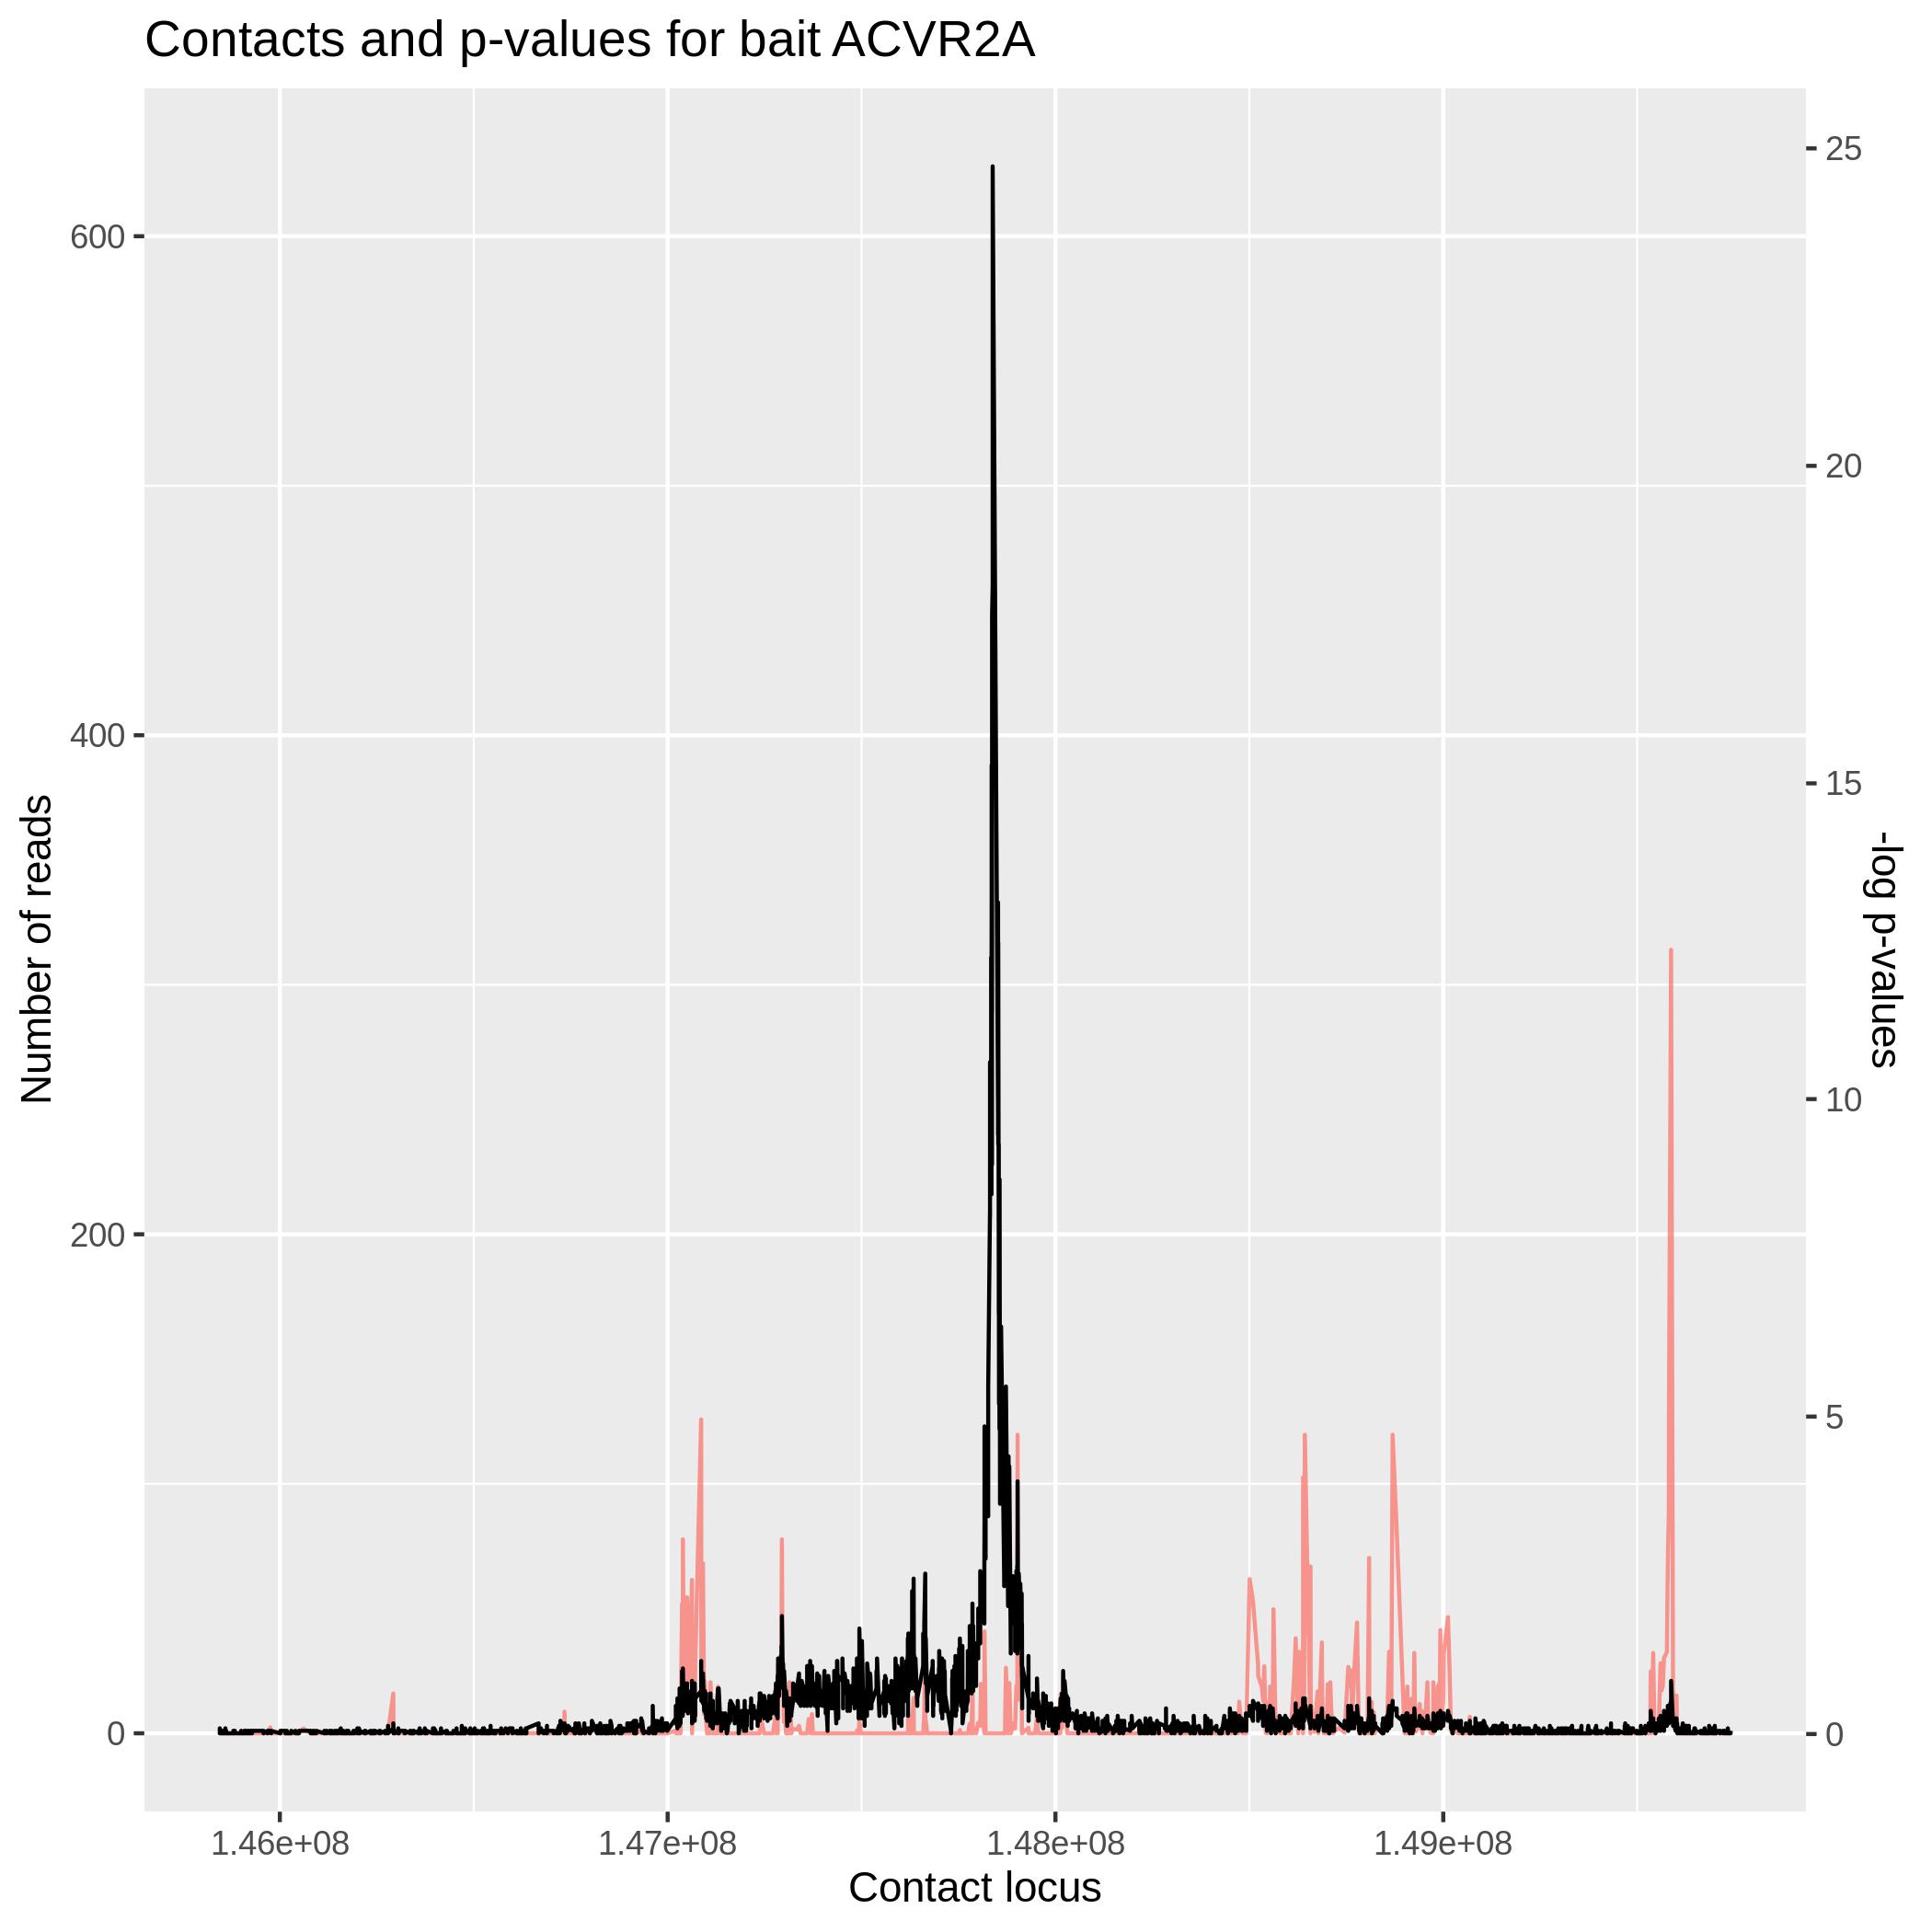 Contacts and p-values for bait ACVR2A
600
400
200
0
Number of reads
25
20
15
10
5
0
-log p-values
1.46e+08
1.47e+08
1.48e+08
1.49e+08
Contact locus